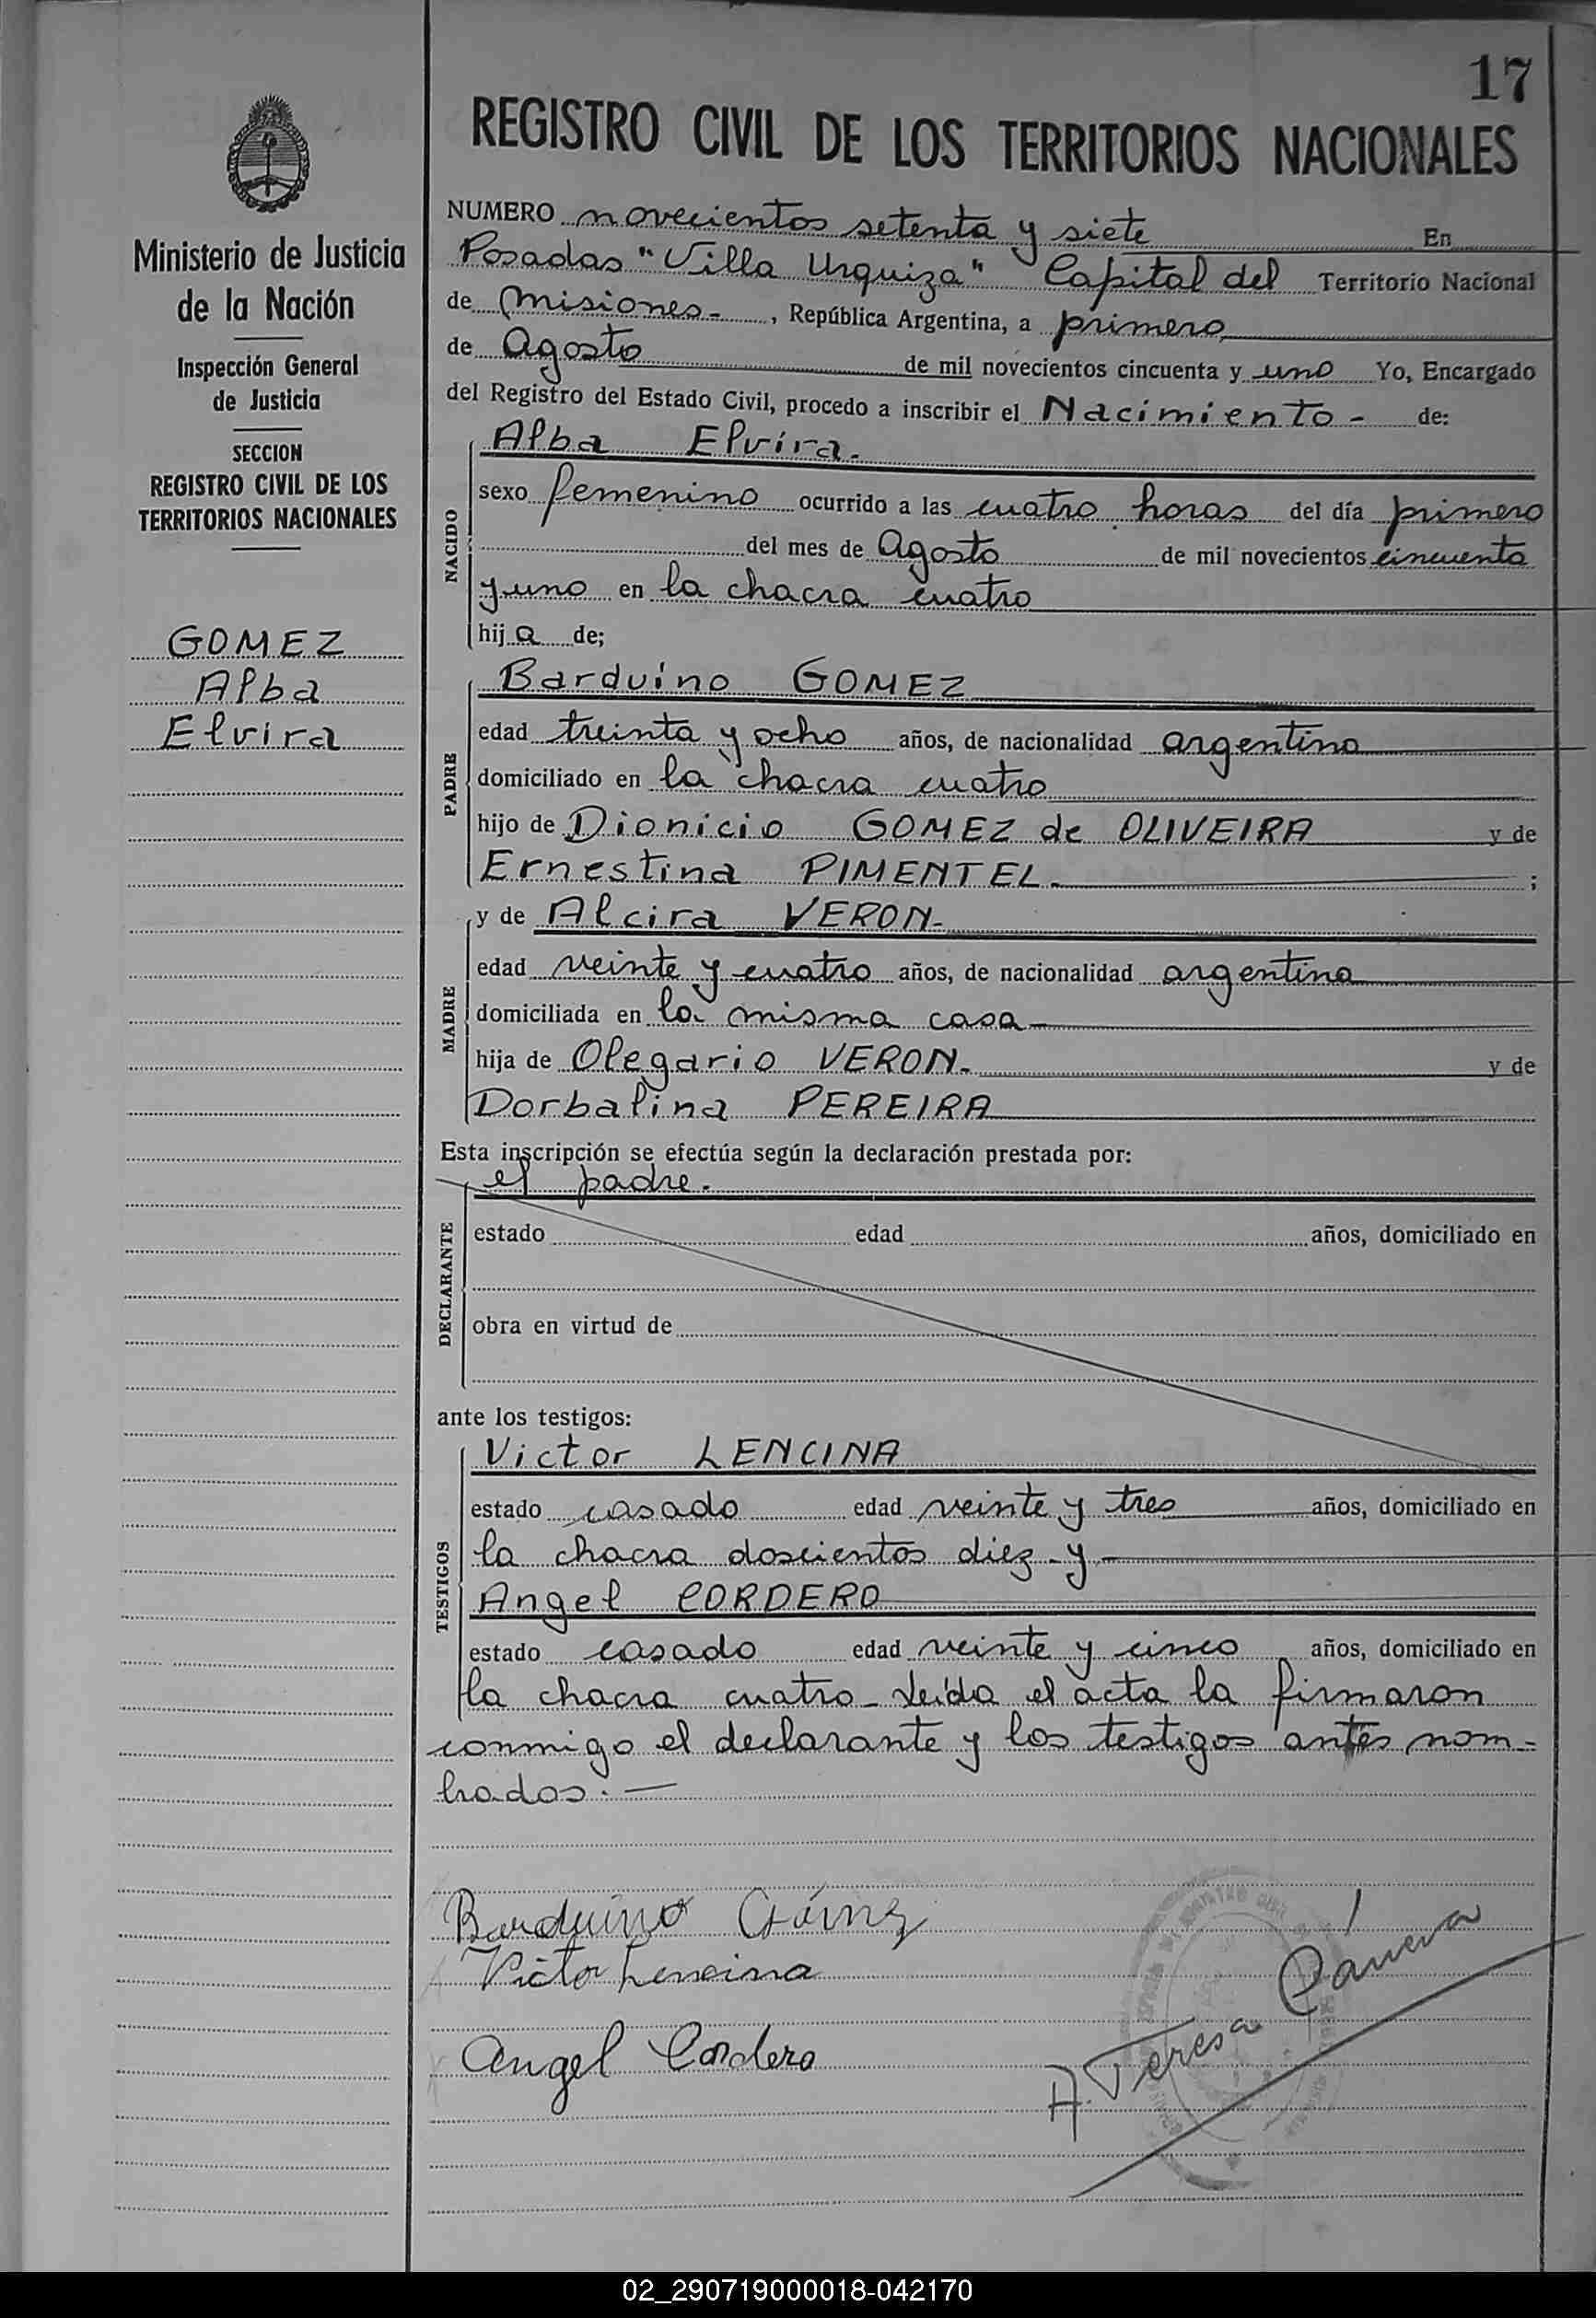 17
REGISTRO CIVIL DE LOS TERRITORIOS NACIONALES
Ministerio de Justicia
de la Nación
Inspección General
de Justicia
SECCION
REGISTRO CIVIL DE LOS
TERRITORIOS NACIONALES
GOMEZ
Alba
Elvira
NUMERO novecientos setenta y siete En
Posadas "Villa Urquiza" Capital del Territorio Nacional
de Misiones-, República Argentina, a primero
de Agosto de mil novecientos cincuenta y uno Yo, Encargado
del Registro del Estado Civil, procedo a inscribir el Nacimiento - de:
NACIDO
Alba Elvira.
sexo femenino ocurrido a las cuatro horas del día primero
del mes de Agosto de mil novecientos cincuenta
y uno en la chacra cuatro
hija de;
PADRE
Barduino GOMEZ
edad treinta y ocho años, de nacionalidad argentino
domiciliado en la chacra cuatro
hijo de Dionicio GOMEZ de OLIVEIRA y de
Ernestina PIMENTEL. ;
MADRE
y de Alcira VERON-
edad veinte y cuatro años, de nacionalidad argentina
domiciliada en la misma casa
hija de Olegario VERON. y de
Dorbalina PEREIRA
Esta inscripción se efectúa según la declaración prestada por:
DECLARANTE
el padre.
estado edad años, domiciliado en
obra en virtud de
ante los testigos:
TESTIGOS
Victor LENCINA
estado casado edad veinte y tres años, domiciliado en
la chacra doscientos diez - y -
Angel CORDERO
estado casado edad veinte y cinco años, domiciliado en
la chacra cuatro - Leída el acta la firmaron
conmigo el declarante y los testigos antes nom-
brados. —
Barduino Gómez
Victor Lencina
Angel Cordero
A. Teresa
02_290719000018-042170